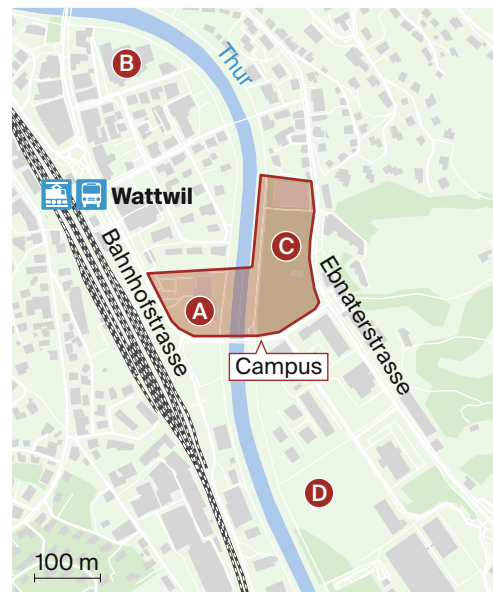 B
Thur
Wattwil
C
Bahnhofstrasse
Ebnaterstrasse
A
Campus
D
100 m